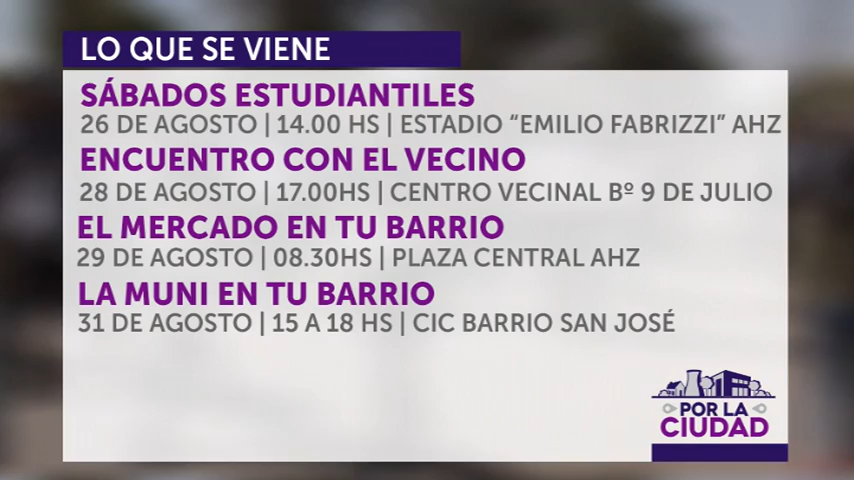 LO QUE SE VIENE
SÁBADOS ESTUDIANTILES
26 DE AGOSTO | 14.00 HS | ESTADIO “EMILIO FABRIZZI” AHZ
ENCUENTRO CON EL VECINO
28 DE AGOSTO | 17.00HS | CENTRO VECINAL Bº 9 DE JULIO
EL MERCADO EN TU BARRIO
29 DE AGOSTO | 08.30HS | PLAZA CENTRAL AHZ
LA MUNI EN TU BARRIO
31 DE AGOSTO | 15 A 18 HS | CIC BARRIO SAN JOSÉ
POR LA
CIUDAD